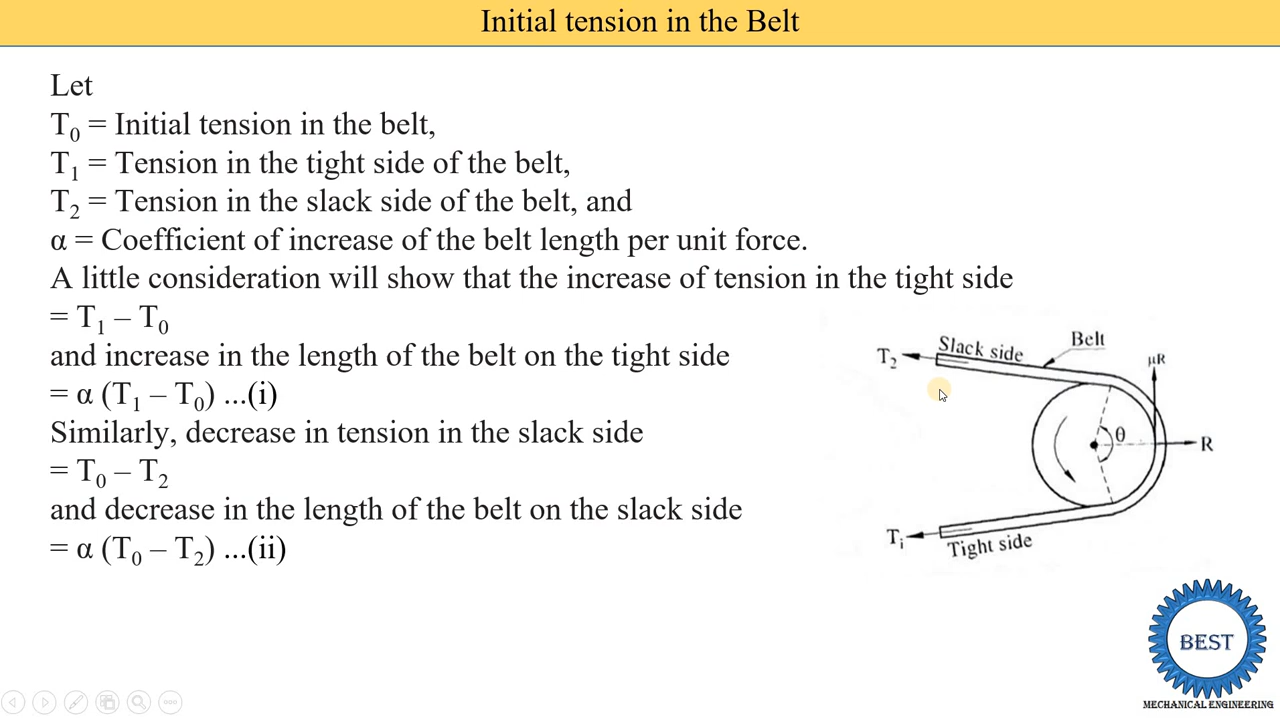 Initial tension in the Belt
Let
T₀ = Initial tension in the belt,
T₁ = Tension in the tight side of the belt,
T₂ = Tension in the slack side of the belt, and
α = Coefficient of increase of the belt length per unit force.
A little consideration will show that the increase of tension in the tight side
= T₁ – T₀
and increase in the length of the belt on the tight side
= α (T₁ – T₀) ...(i)
Similarly, decrease in tension in the slack side
= T₀ – T₂
and decrease in the length of the belt on the slack side
= α (T₀ – T₂) ...(ii)
Belt
Slack side
T₂
μR
θ
R
T₁
Tight side
BEST
MECHANICAL ENGINEERING